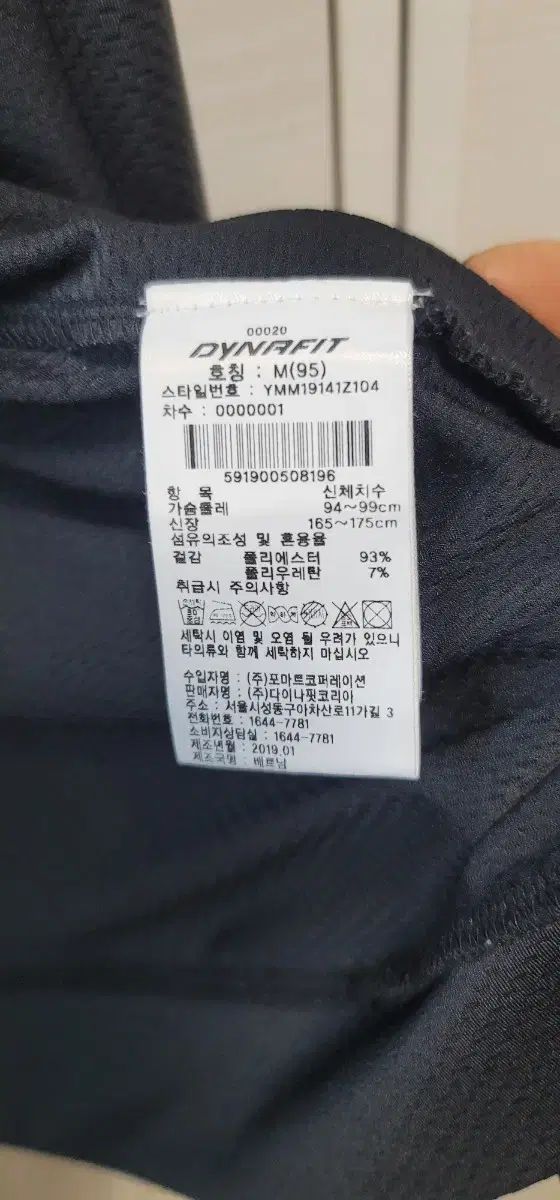 00020
DYNAFIT
호칭 : M(95)
스타일번호 : YMM19141Z104
차수 : 0000001
591900508196
항 목 신체치수
가슴둘레 94~99cm
신장 165~175cm
섬유의조성 및 혼용율
겉감 폴리에스터 93%
폴리우레탄 7%
취급시 주의사항
세탁시 이염 및 오염 될 우려가 있으니
타의류와 함께 세탁하지 마십시오
수입자명 : (주)포마트코퍼레이션
판매자명 : (주)다이나핏코리아
주소 : 서울시성동구아차산로11가길 3
전화번호 : 1644-7781
소비자상담실 : 1644-7781
제조년월 : 2019.01
제조국명 : 베트남